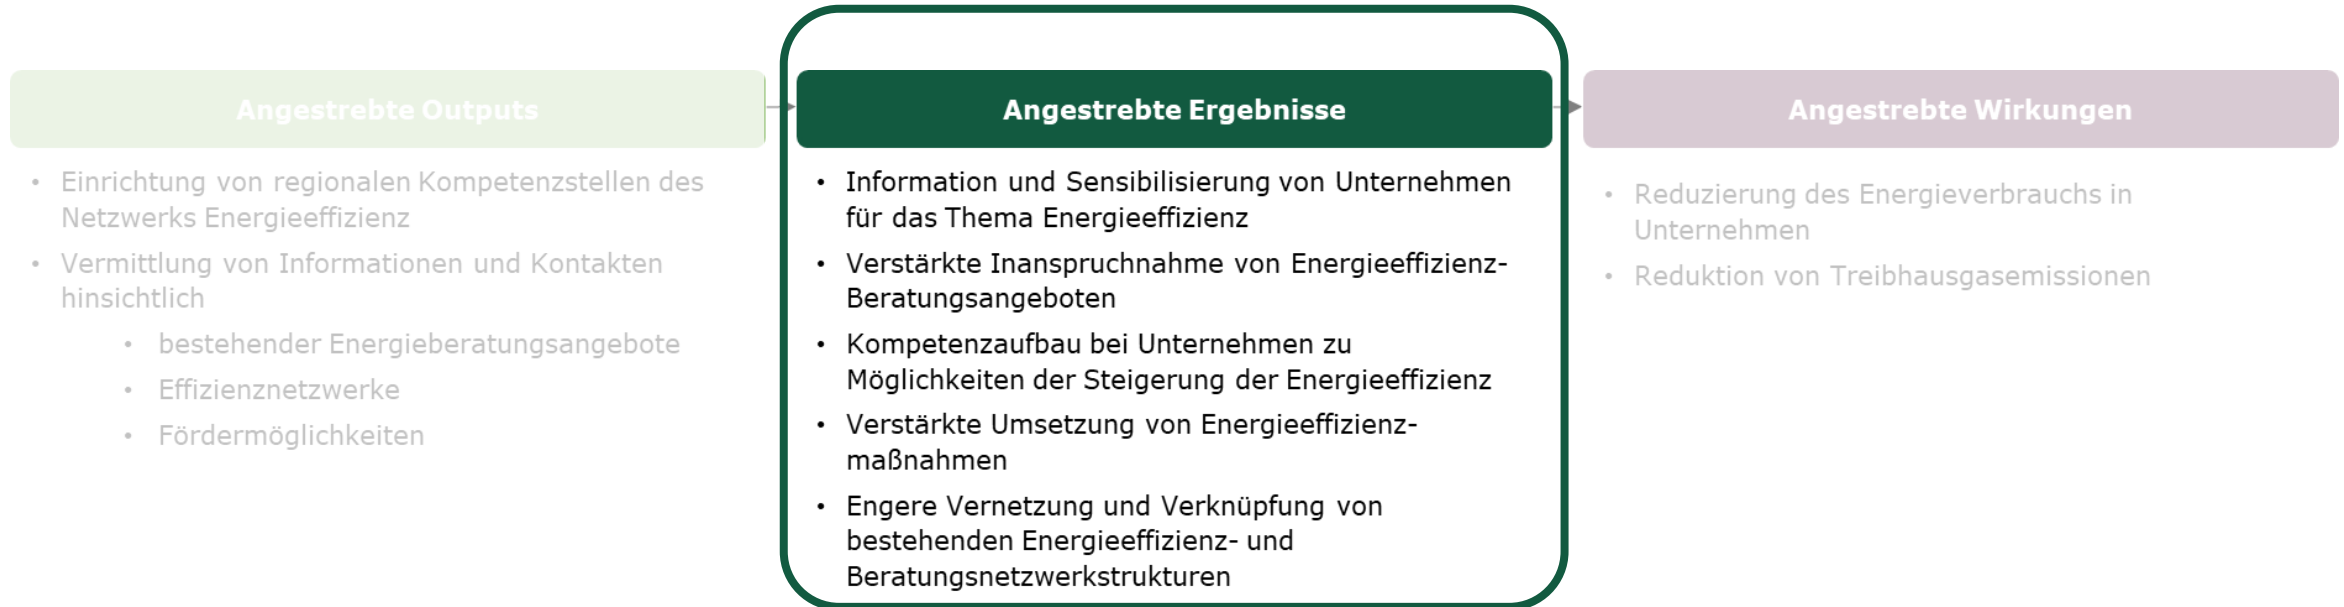 Angestrebte Outputs
• Einrichtung von regionalen Kompetenzstellen des
Netzwerks Energieeffizienz
• Vermittlung von Informationen und Kontakten
hinsichtlich
• bestehender Energieberatungsangebote
• Effizienznetzwerke
• Fördermöglichkeiten
Angestrebte Ergebnisse
• Information und Sensibilisierung von Unternehmen
für das Thema Energieeffizienz
• Verstärkte Inanspruchnahme von Energieeffizienz-
Beratungsangeboten
• Kompetenzaufbau bei Unternehmen zu
Möglichkeiten der Steigerung der Energieeffizienz
• Verstärkte Umsetzung von Energieeffizienz-
maßnahmen
• Engere Vernetzung und Verknüpfung von
bestehenden Energieeffizienz- und
Beratungsnetzwerkstrukturen
Angestrebte Wirkungen
• Reduzierung des Energieverbrauchs in
Unternehmen
• Reduktion von Treibhausgasemissionen